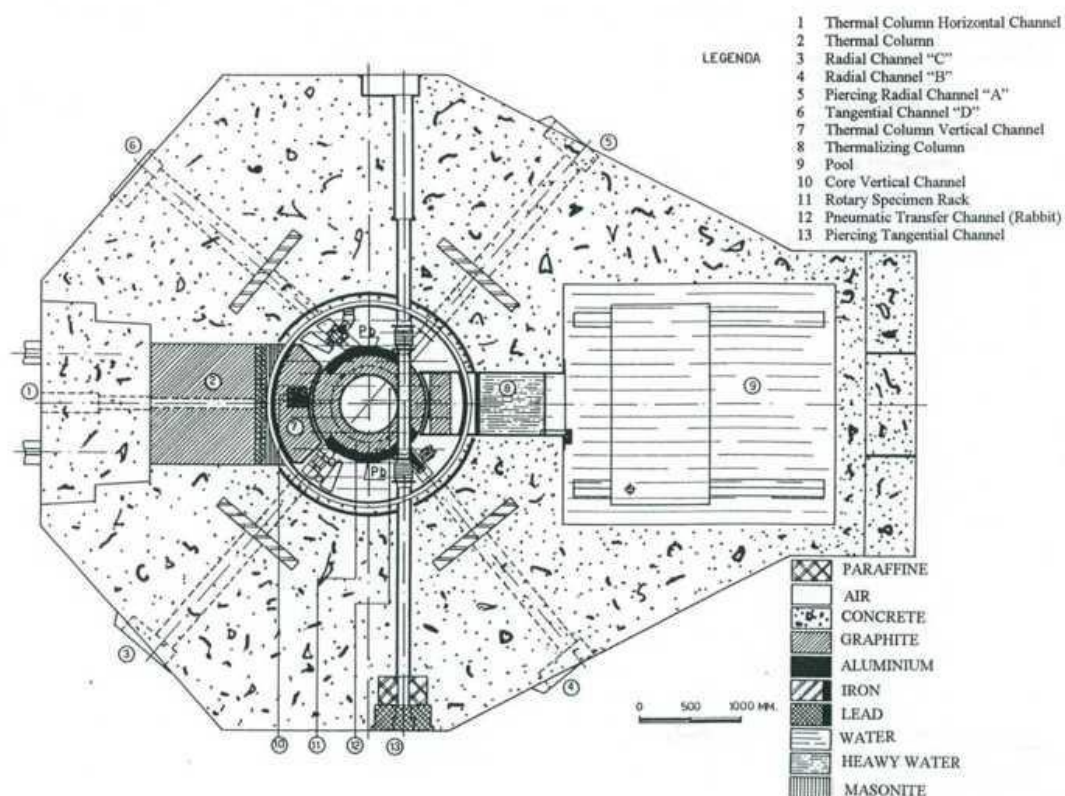 LEGENDA
1 Thermal Column Horizontal Channel
2 Thermal Column
3 Radial Channel “C”
4 Radial Channel “B”
5 Piercing Radial Channel “A”
6 Tangential Channel “D”
7 Thermal Column Vertical Channel
8 Thermalizing Column
9 Pool
10 Core Vertical Channel
11 Rotary Specimen Rack
12 Pneumatic Transfer Channel (Rabbit)
13 Piercing Tangential Channel
6
5
Pb
1
2
8
9
7
Pb
3
4
10
11
12
13
0 500 1000 MM.
PARAFFINE
AIR
CONCRETE
GRAPHITE
ALUMINIUM
IRON
LEAD
WATER
HEAWY WATER
MASONITE